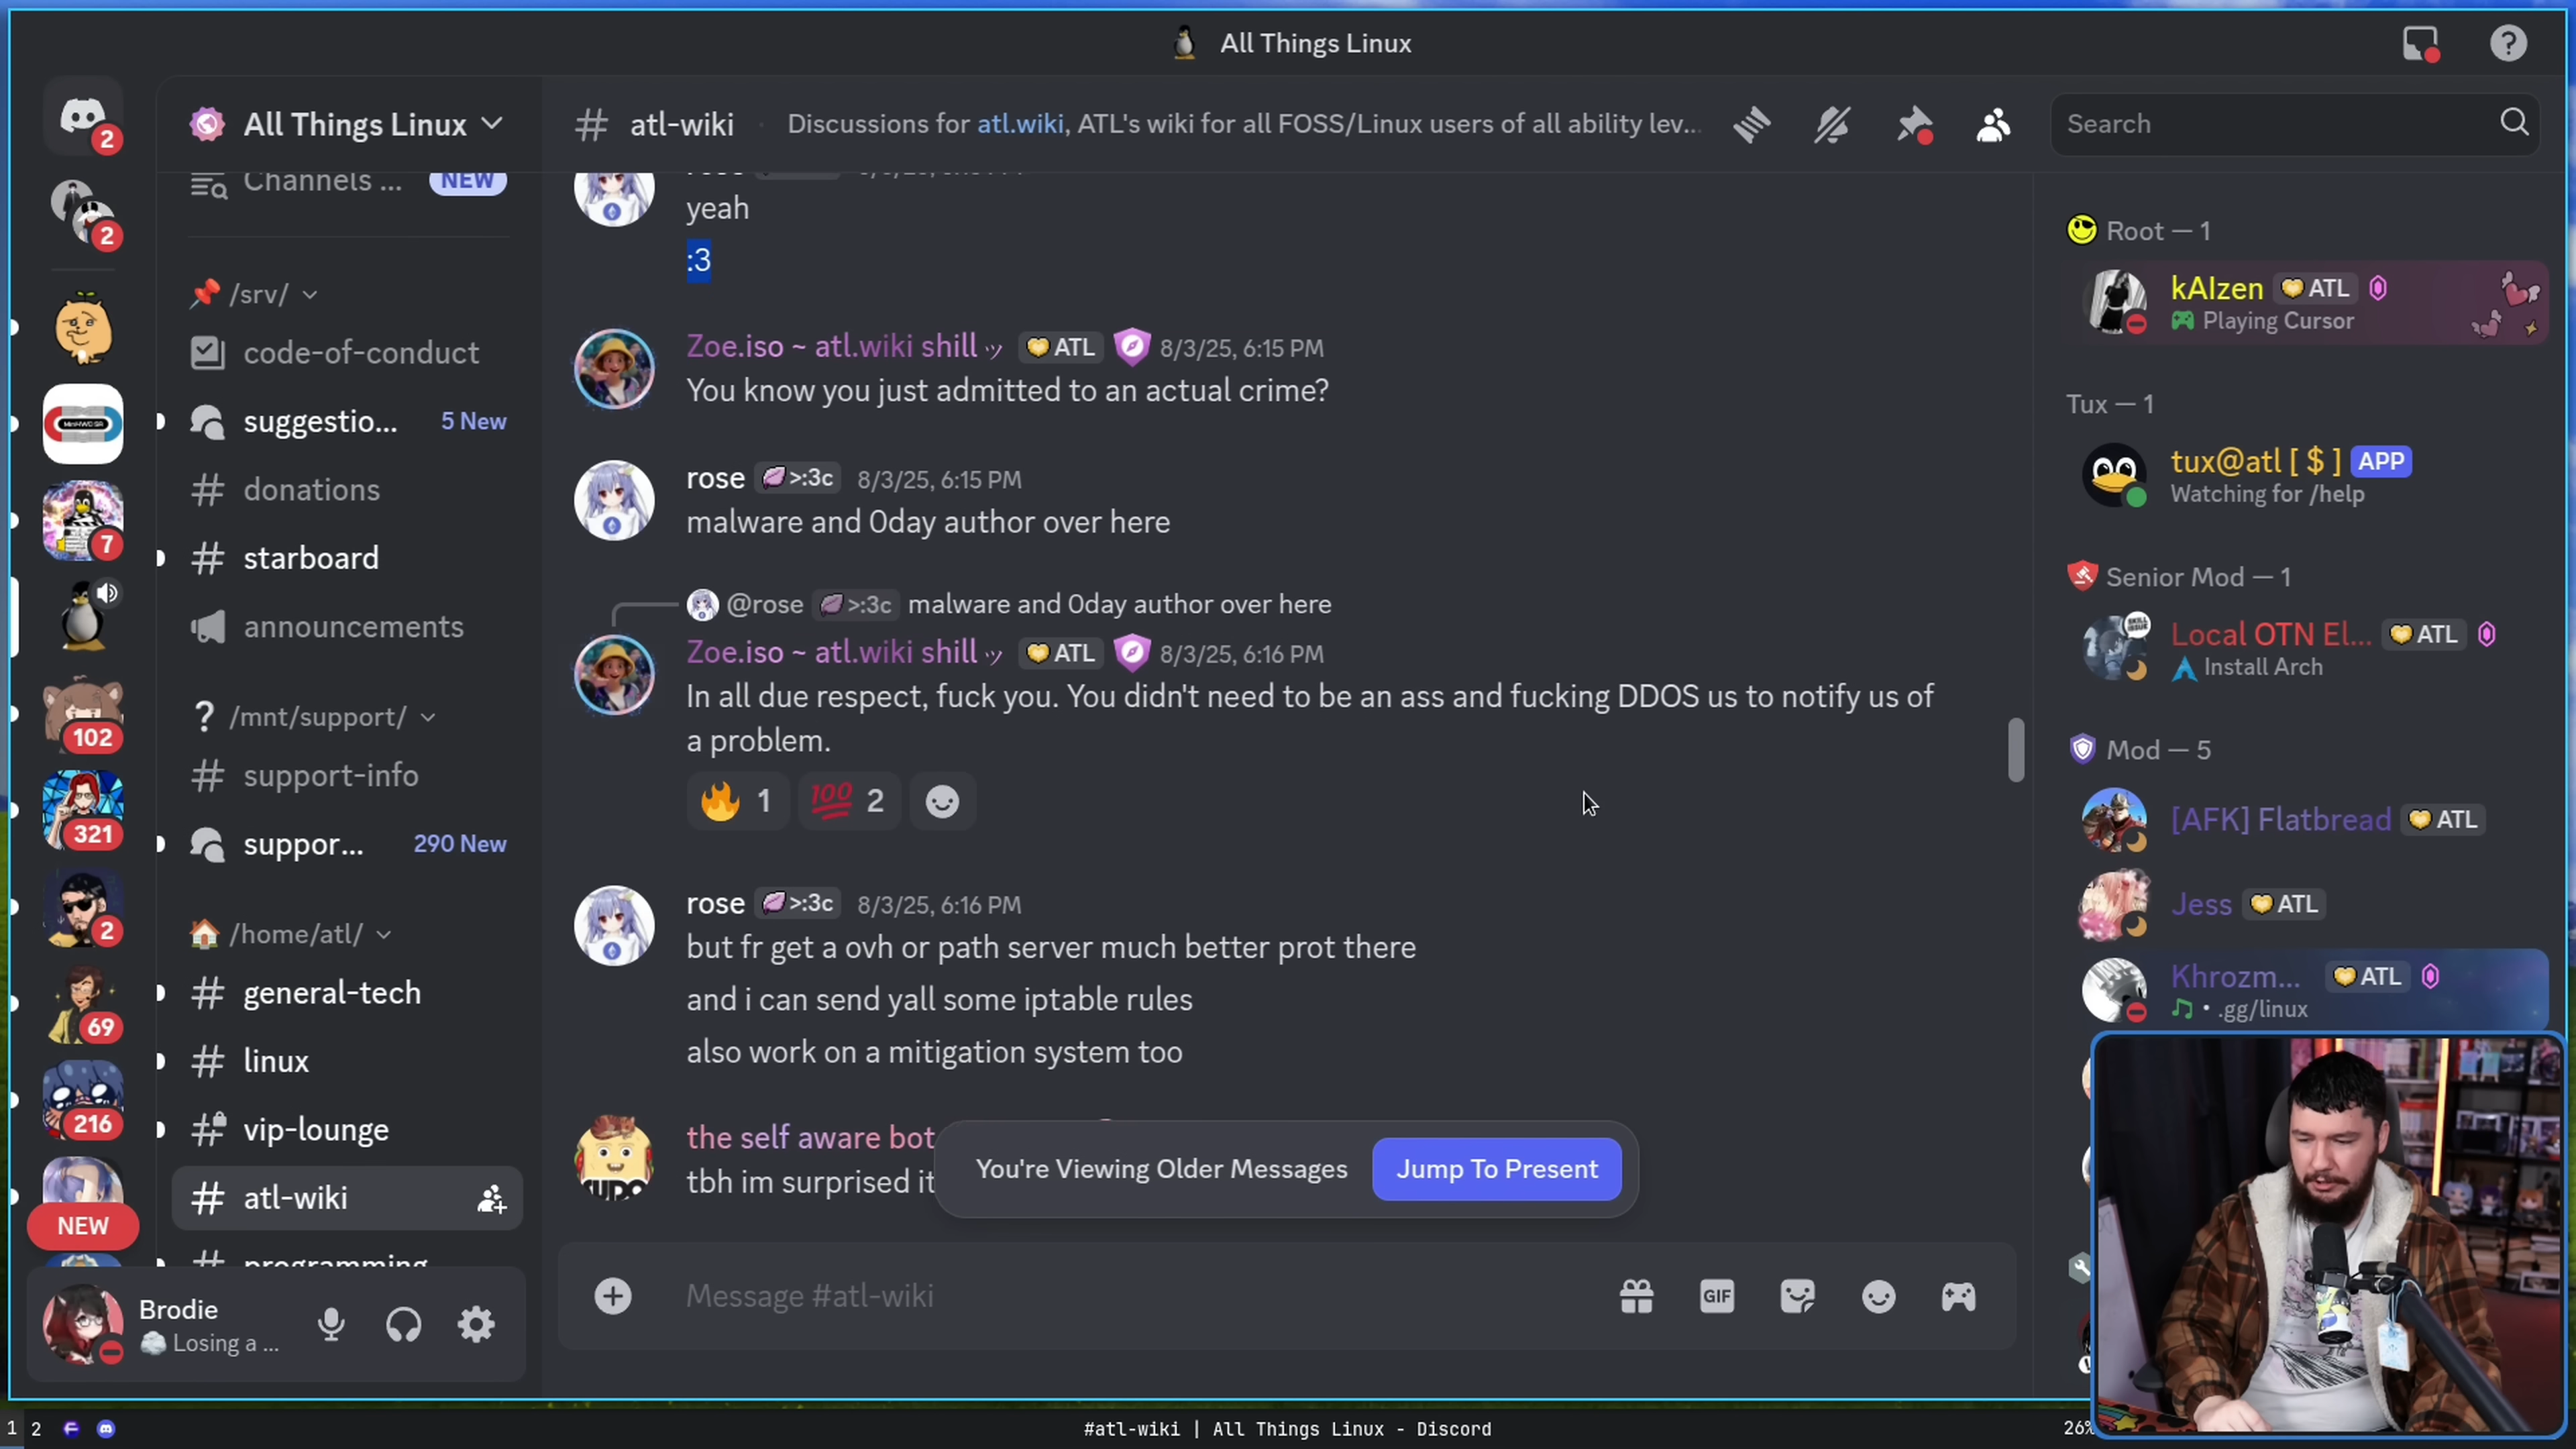 All Things Linux
2
2
7
102
321
2
69
216
NEW
All Things Linux
Channels ... NEW
/srv/
code-of-conduct
suggestio... 5 New
donations
starboard
announcements
/mnt/support/
support-info
suppor... 290 New
/home/atl/
general-tech
linux
vip-lounge
atl-wiki
programming
Brodie
Losing a ...
atl-wiki
Discussions for atl.wiki, ATL's wiki for all FOSS/Linux users of all ability lev...
Search
yeah
:3
Zoe.iso ~ atl.wiki shill ッ ATL 8/3/25, 6:15 PM
You know you just admitted to an actual crime?
rose >:3c 8/3/25, 6:15 PM
malware and 0day author over here
@rose >:3c malware and 0day author over here
Zoe.iso ~ atl.wiki shill ッ ATL 8/3/25, 6:16 PM
In all due respect, fuck you. You didn't need to be an ass and fucking DDOS us to notify us of
a problem.
🔥 1 💯 2
rose >:3c 8/3/25, 6:16 PM
but fr get a ovh or path server much better prot there
and i can send yall some iptable rules
also work on a mitigation system too
the self aware bot
tbh im surprised it
You're Viewing Older Messages Jump To Present
Message #atl-wiki
GIF
Root — 1
kAIzen ATL
Playing Cursor
Tux — 1
tux@atl [ $ ] APP
Watching for /help
Senior Mod — 1
Local OTN El... ATL
Install Arch
Mod — 5
[AFK] Flatbread ATL
Jess ATL
Khrozm... ATL
• .gg/linux
1 2
#atl-wiki | All Things Linux - Discord
26%